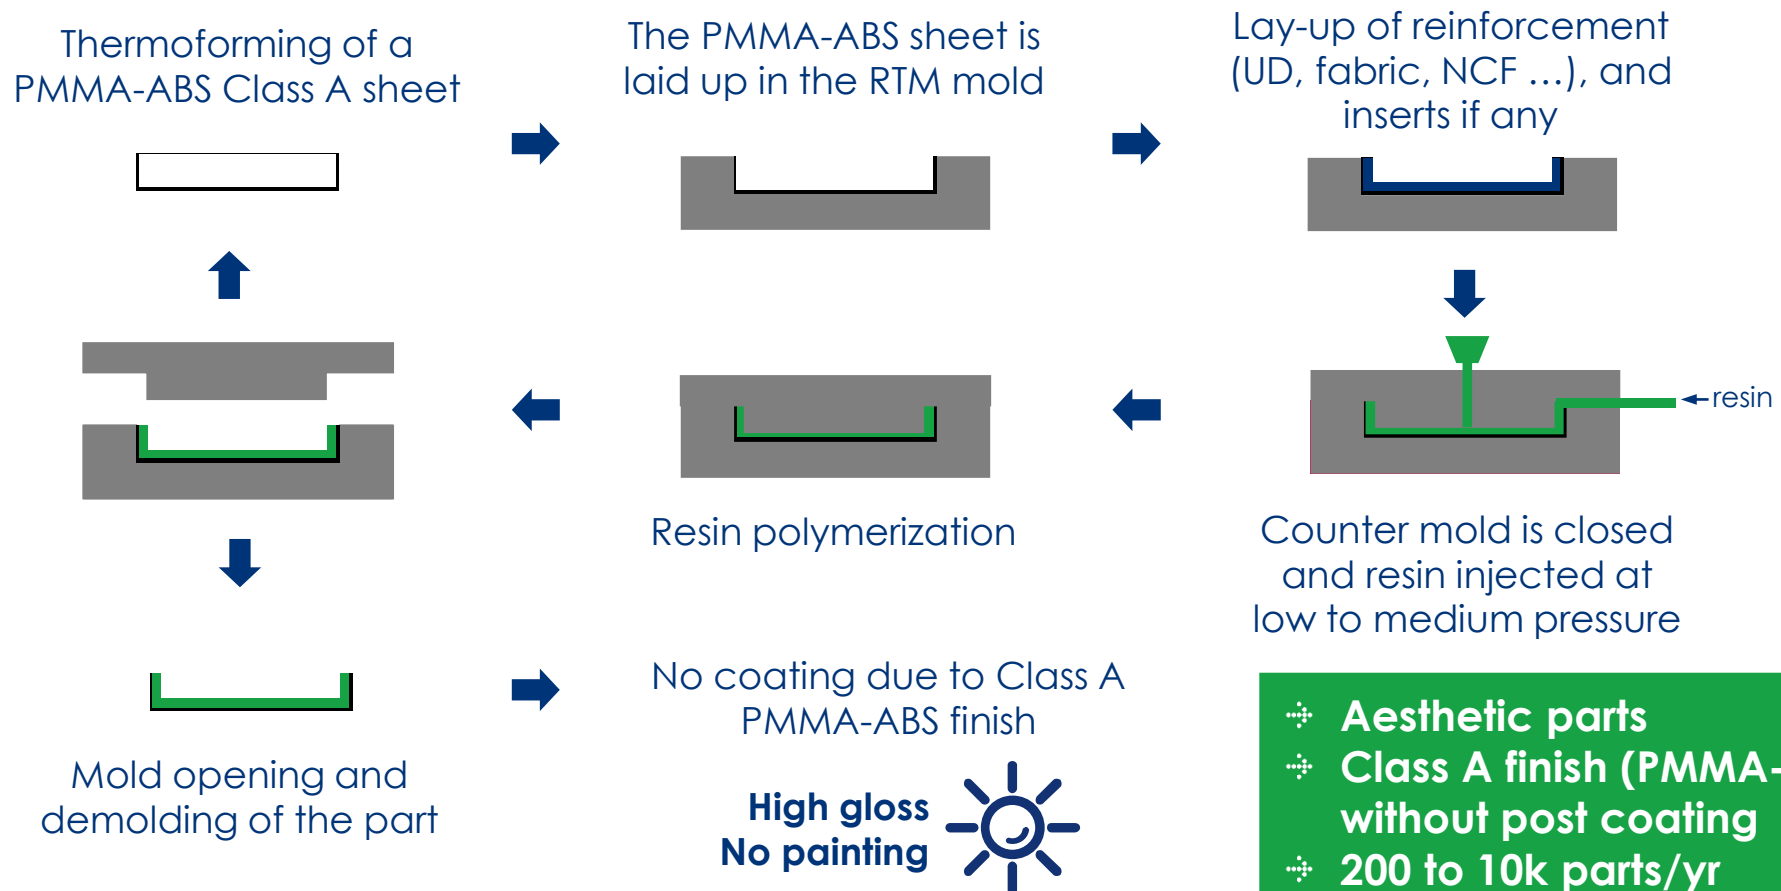 Thermoforming of a
PMMA-ABS Class A sheet
The PMMA-ABS sheet is
laid up in the RTM mold
Lay-up of reinforcement
(UD, fabric, NCF ...), and
inserts if any
resin
Counter mold is closed
and resin injected at
low to medium pressure
Resin polymerization
Mold opening and
demolding of the part
No coating due to Class A
PMMA-ABS finish
High gloss
No painting
Aesthetic parts
Class A finish (PMMA-
without post coating
200 to 10k parts/yr